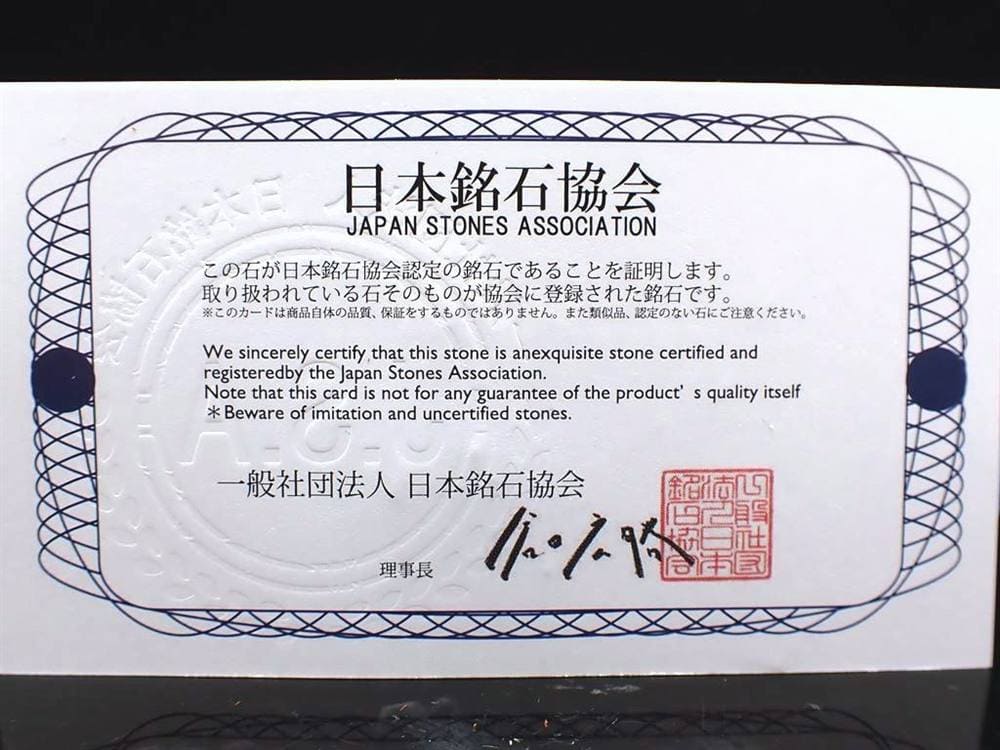 日本銘石協会
JAPAN STONES ASSOCIATION
この石が日本銘石協会認定の銘石であることを証明します。
取り扱われている石そのものが協会に登録された銘石です。
※このカードは商品自体の品質、保証をするものではありません。また類似品、認定のない石にご注意ください。
We sincerely certify,that this stone is anexquisite stone certified and
registeredby the Japan Stones Association.
Note that this card is not for any guarantee of the product’s quality itself
＊Beware of imitation and uncertified stones.
一般社団法人 日本銘石協会
理事長